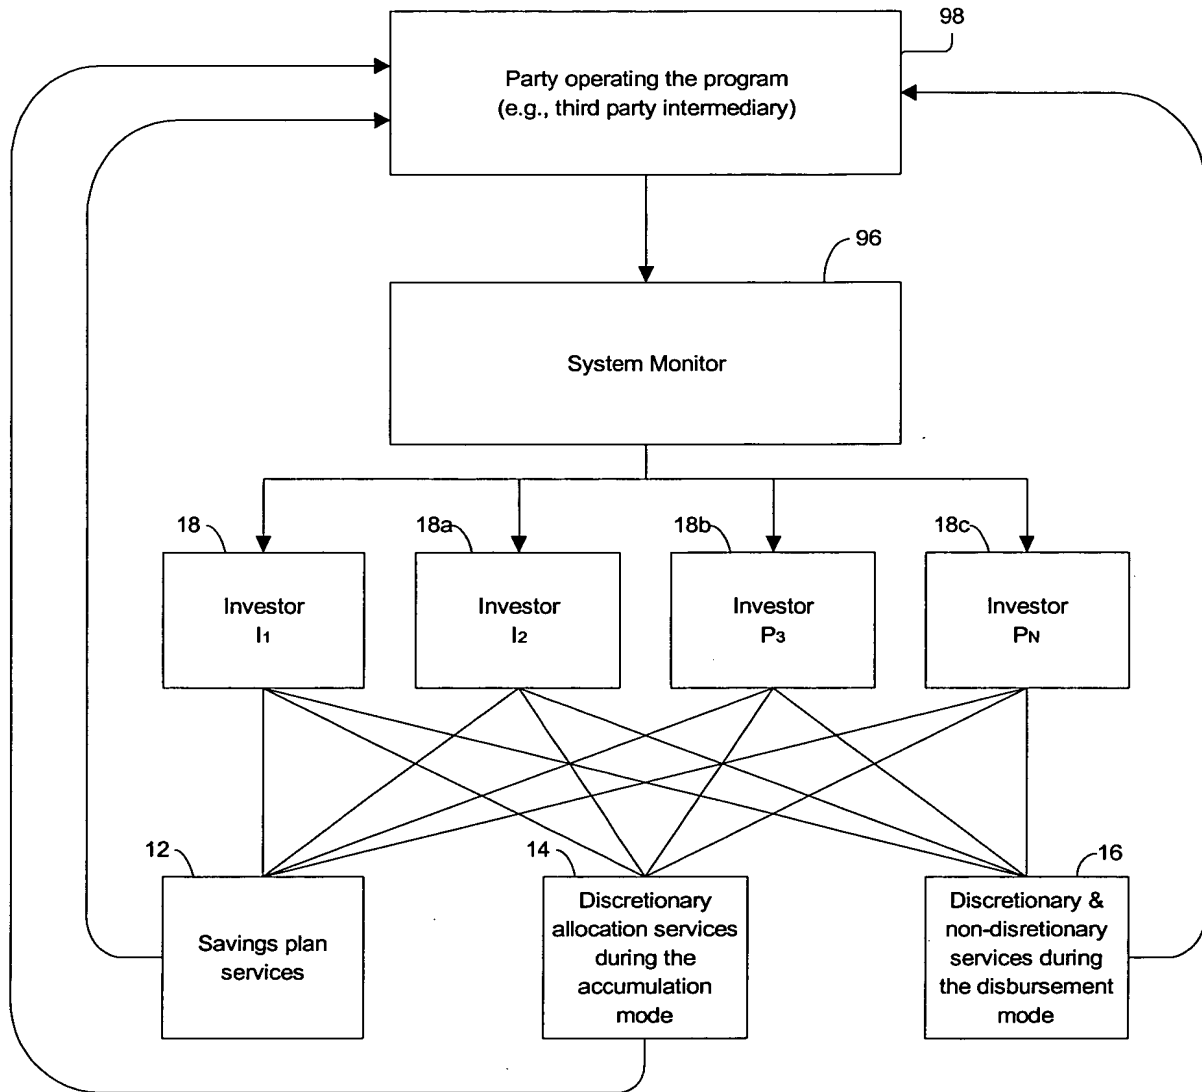 98
Party operating the program
(e.g., third party intermediary)
96
System Monitor
18
18a
18b
18c
Investor
I1
Investor
I2
Investor
P3
Investor
PN
12
14
16
Savings plan
services
Discretionary
allocation services
during the
accumulation
mode
Discretionary &
non-disretionary
services during
the disbursement
mode